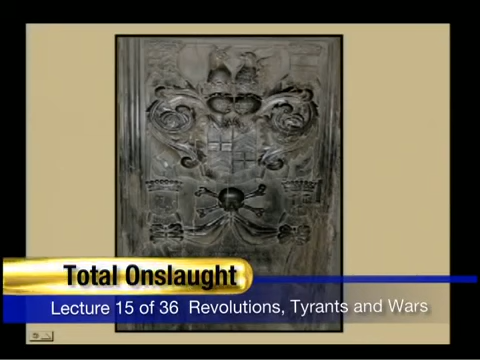 Total Onslaught
Lecture 15 of 36 Revolutions, Tyrants and Wars